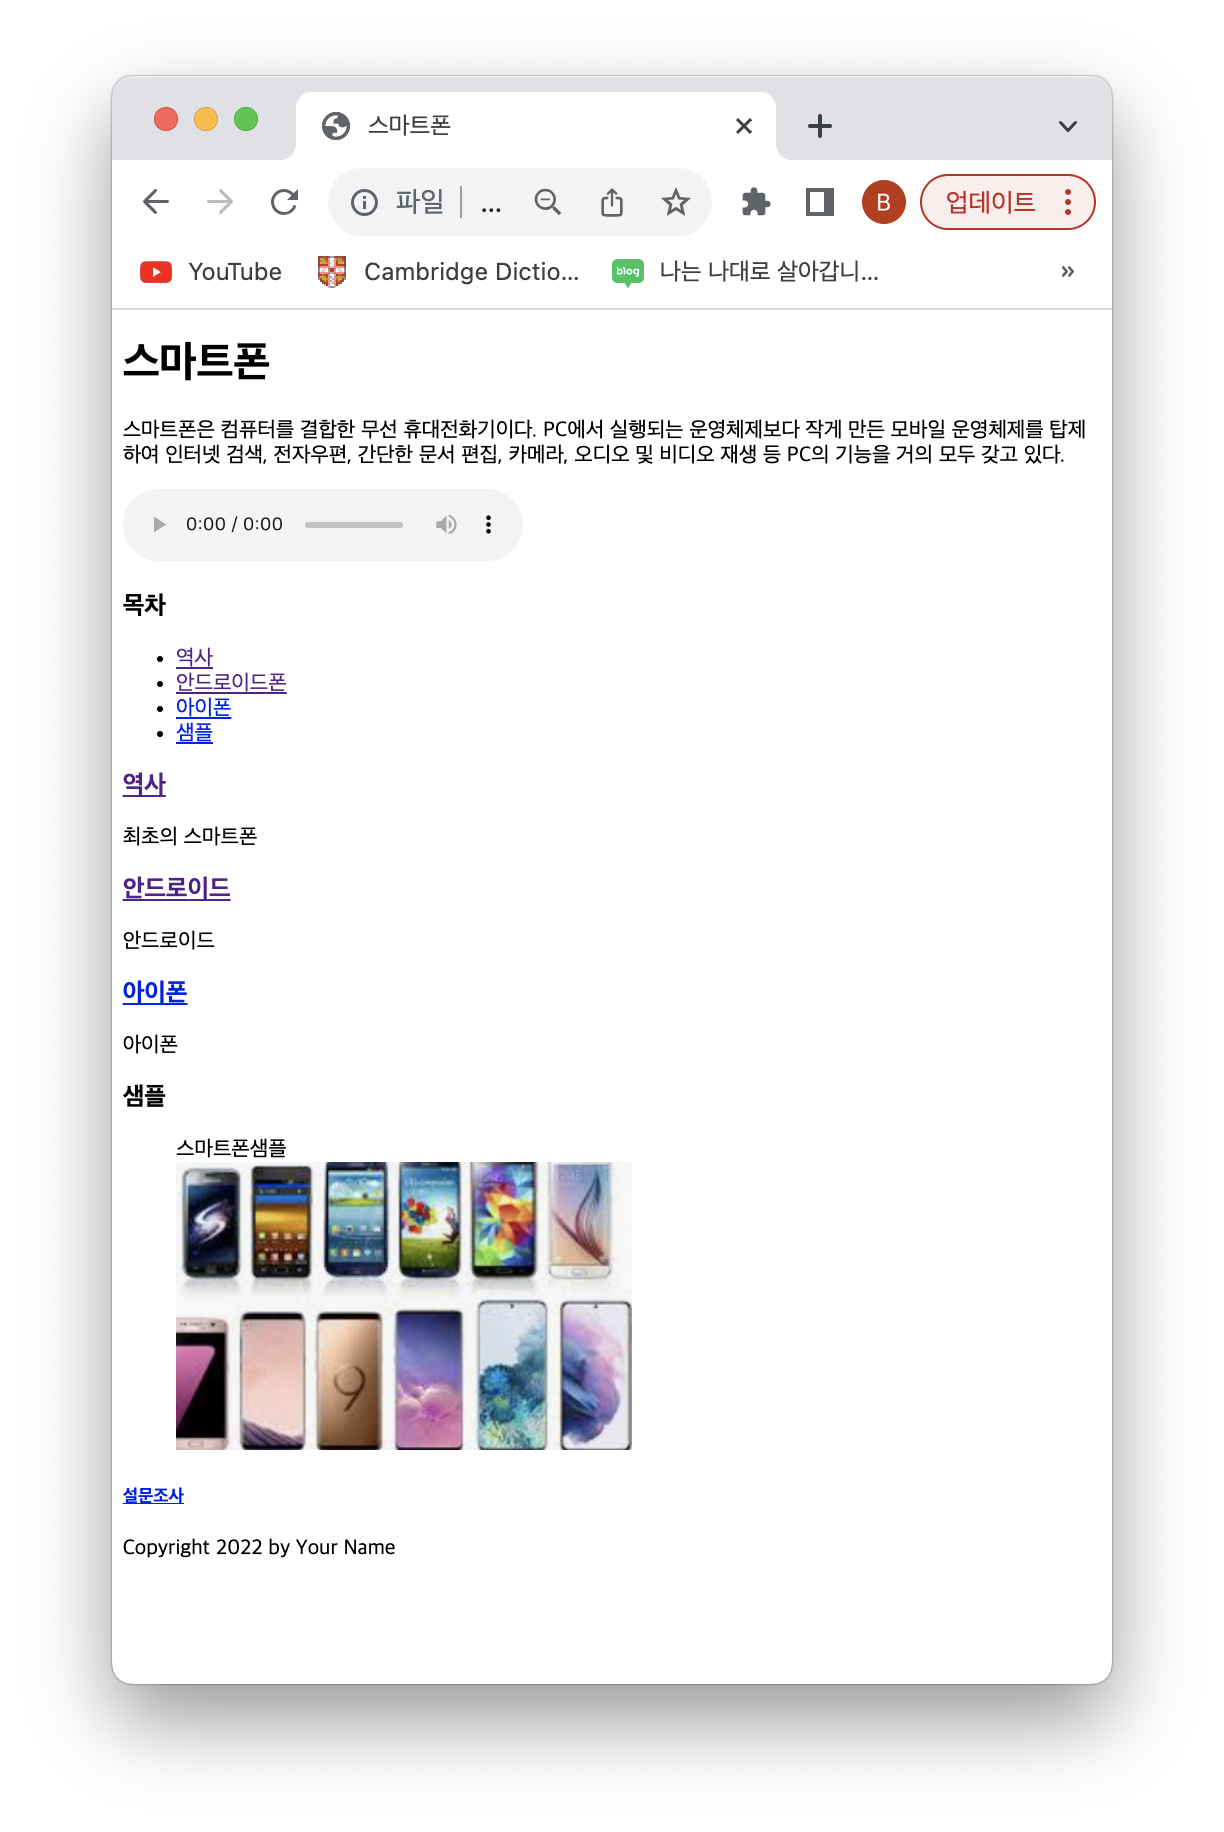 스마트폰
파일
...
B
업데이트
YouTube
Cambridge Dictio...
blog
나는 나대로 살아갑니...
»
스마트폰
스마트폰은 컴퓨터를 결합한 무선 휴대전화기이다. PC에서 실행되는 운영체제보다 작게 만든 모바일 운영체제를 탑제
하여 인터넷 검색, 전자우편, 간단한 문서 편집, 카메라, 오디오 및 비디오 재생 등 PC의 기능을 거의 모두 갖고 있다.
0:00 / 0:00
목차
• 역사
• 안드로이드폰
• 아이폰
• 샘플
역사
최초의 스마트폰
안드로이드
안드로이드
아이폰
아이폰
샘플
스마트폰샘플
9
설문조사
Copyright 2022 by Your Name